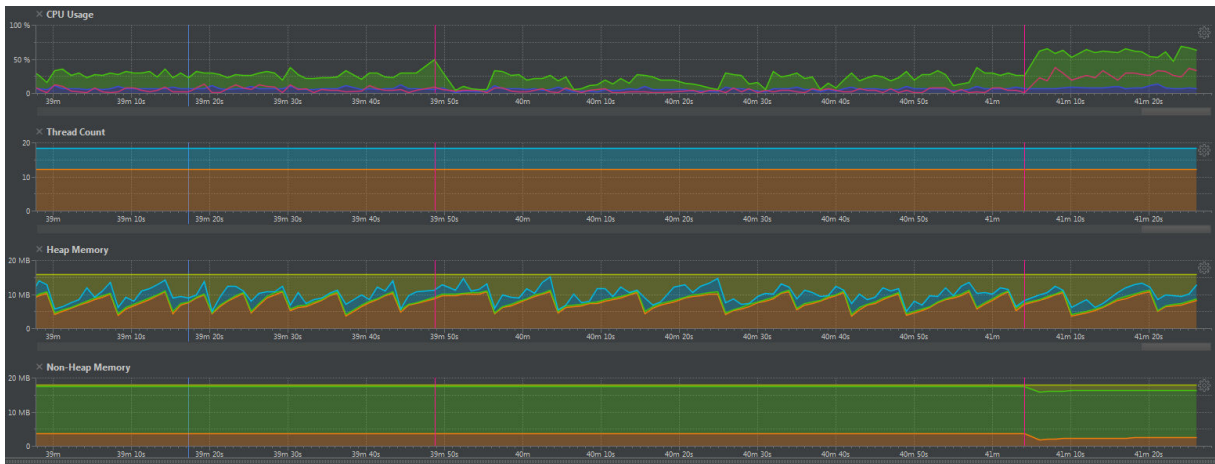 CPU Usage
100 %
50 %
0
39m 39m 10s 39m 20s 39m 30s 39m 40s 39m 50s 40m 40m 10s 40m 20s 40m 30s 40m 40s 40m 50s 41m 41m 10s 41m 20s
Thread Count
20
10
0
39m 39m 10s 39m 20s 39m 30s 39m 40s 39m 50s 40m 40m 10s 40m 20s 40m 30s 40m 40s 40m 50s 41m 41m 10s 41m 20s
Heap Memory
20 MB
10 MB
0
39m 39m 10s 39m 20s 39m 30s 39m 40s 39m 50s 40m 40m 10s 40m 20s 40m 30s 40m 40s 40m 50s 41m 41m 10s 41m 20s
Non-Heap Memory
20 MB
10 MB
0
39m 39m 10s 39m 20s 39m 30s 39m 40s 39m 50s 40m 40m 10s 40m 20s 40m 30s 40m 40s 40m 50s 41m 41m 10s 41m 20s